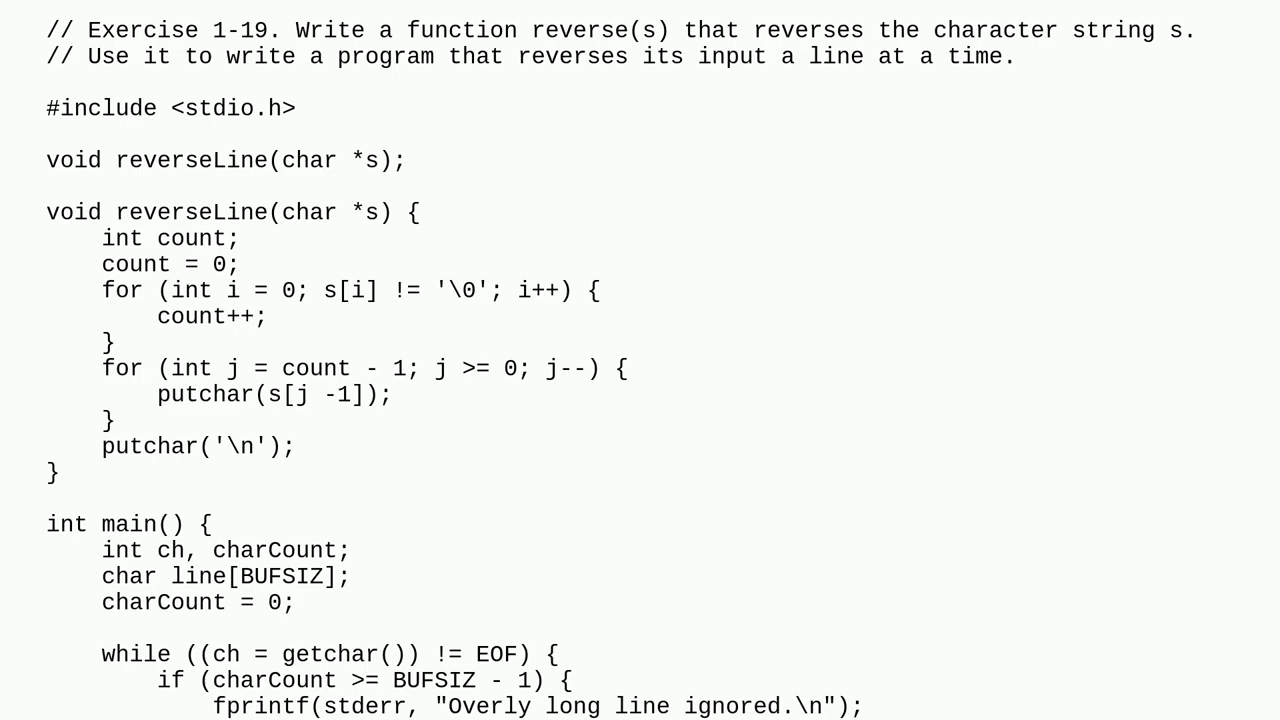 // Exercise 1-19. Write a function reverse(s) that reverses the character string s.
// Use it to write a program that reverses its input a line at a time.

#include <stdio.h>

void reverseLine(char *s);

void reverseLine(char *s) {
    int count;
    count = 0;
    for (int i = 0; s[i] != '\0'; i++) {
        count++;
    }
    for (int j = count - 1; j >= 0; j--) {
        putchar(s[j -1]);
    }
    putchar('\n');
}

int main() {
    int ch, charCount;
    char line[BUFSIZ];
    charCount = 0;

    while ((ch = getchar()) != EOF) {
        if (charCount >= BUFSIZ - 1) {
            fprintf(stderr, "Overly long line ignored.\n");